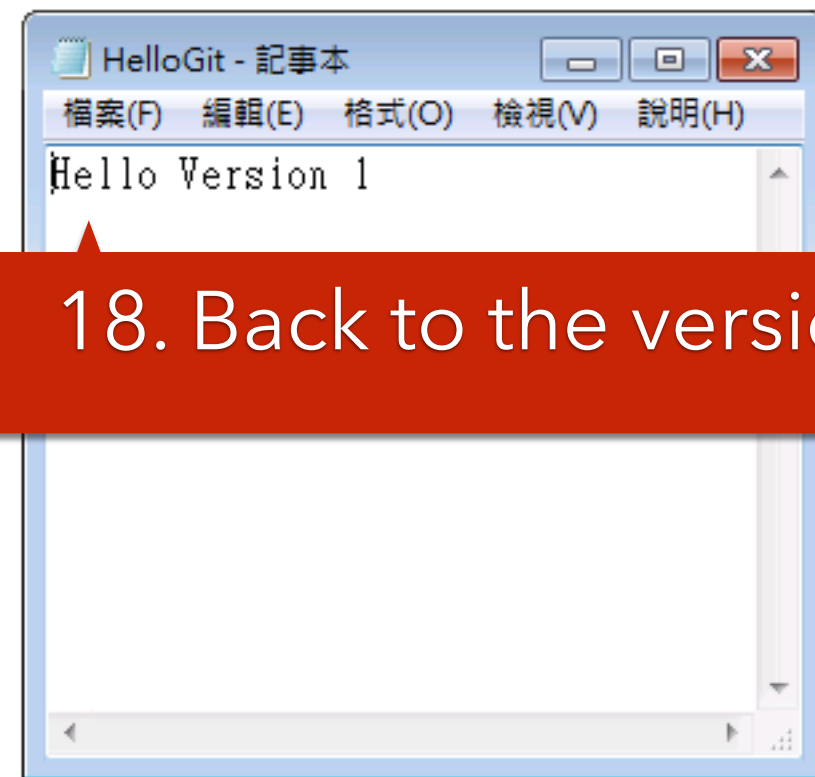 HelloGit - 記事本
檔案(F) 編輯(E) 格式(O) 檢視(V) 說明(H)
Hello Version 1
18. Back to the